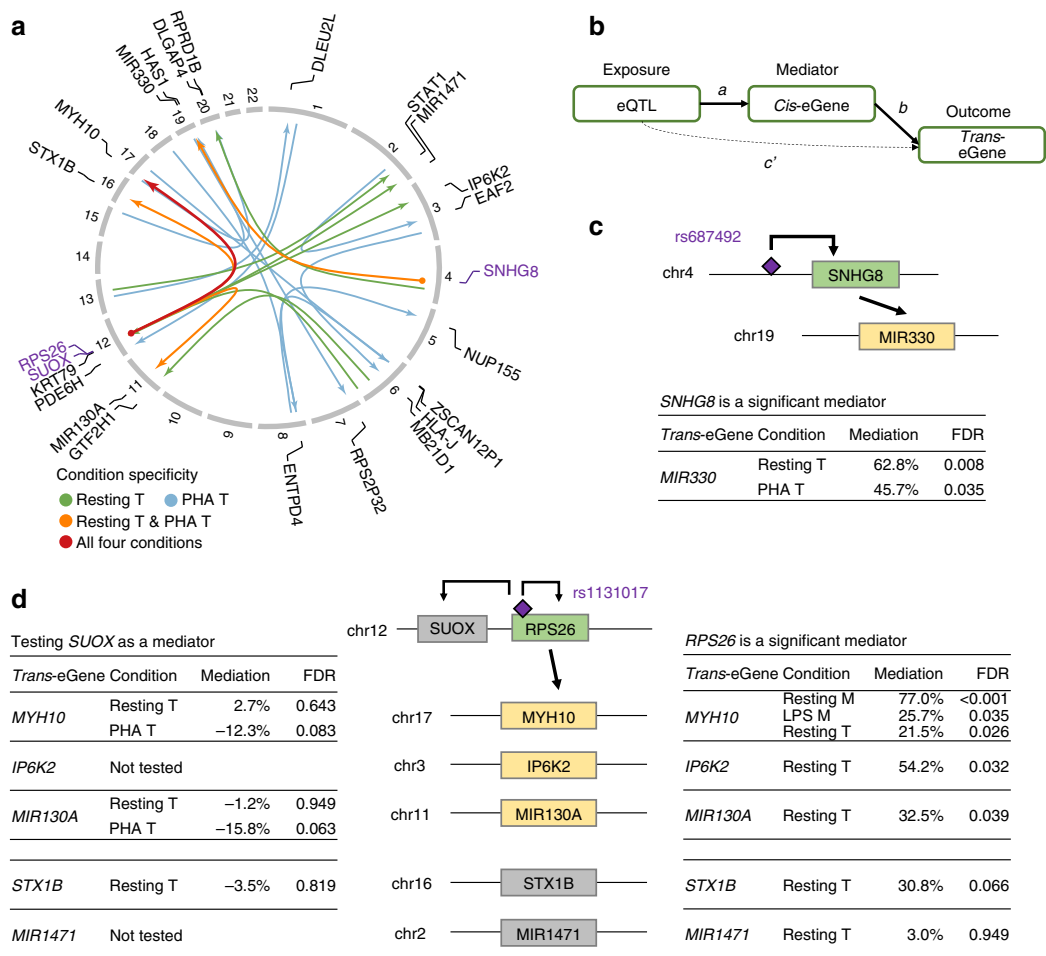 a
RPRD1B
DLGAP4
HAS1
MIR330
MYH10
STX1B
DLEU2L
STAT1
MIR1471
IP6K2
EAF2
SNHG8
NUP155
ZSCAN12P1
HLA-J
MB21D1
RPS2P32
ENTPD4
GTF2H1
MIR130A
PDE6H
KRT79
SUOX
RPS26
1
2
3
4
5
6
7
8
9
10
11
12
13
14
15
16
17
18
19
20
21
22
Condition specificity
Resting T PHA T
Resting T & PHA T
All four conditions
b
Exposure Mediator
eQTL a Cis-eGene b Outcome
Trans-
eGene
c'
c
rs687492
chr4 SNHG8
chr19 MIR330
SNHG8 is a significant mediator
Trans-eGene Condition Mediation FDR
MIR330 Resting T 62.8% 0.008
PHA T 45.7% 0.035
d
Testing SUOX as a mediator
Trans-eGene Condition Mediation FDR
MYH10 Resting T 2.7% 0.643
PHA T –12.3% 0.083
IP6K2 Not tested
MIR130A Resting T –1.2% 0.949
PHA T –15.8% 0.063
STX1B Resting T –3.5% 0.819
MIR1471 Not tested
rs1131017
chr12 SUOX RPS26
chr17 MYH10
chr3 IP6K2
chr11 MIR130A
chr16 STX1B
chr2 MIR1471
RPS26 is a significant mediator
Trans-eGene Condition Mediation FDR
MYH10 Resting M 77.0% <0.001
LPS M 25.7% 0.035
Resting T 21.5% 0.026
IP6K2 Resting T 54.2% 0.032
MIR130A Resting T 32.5% 0.039
STX1B Resting T 30.8% 0.066
MIR1471 Resting T 3.0% 0.949